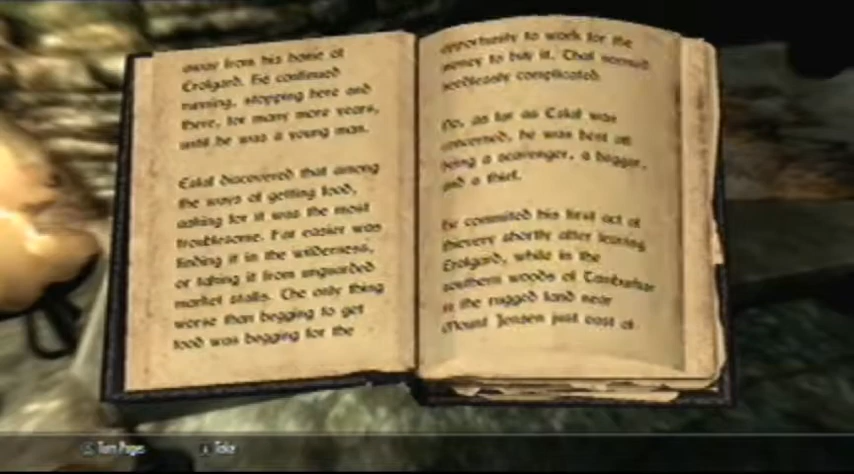 away from his home of
Erolgard. He continued
running, stopping here and
there, for many more years,
until he was a young man.
Eslaf discovered that among
the ways of getting food,
asking for it was the most
troublesome. Far easier was
finding it in the wilderness,
or taking it from unguarded
market stalls. The only thing
worse than begging to get
food was begging for the
opportunity to work for the
money to buy it. That seemed
needlessly complicated.
No, as far as Eslaf was
concerned, he was best off
being a scavenger, a beggar,
and a thief.
He commited his first act of
thievery shortly after leaving
Erolgard, while in the
southern woods of Tamburkar
in the rugged land near
Mount Jensen just east of
Turn Pages
Take